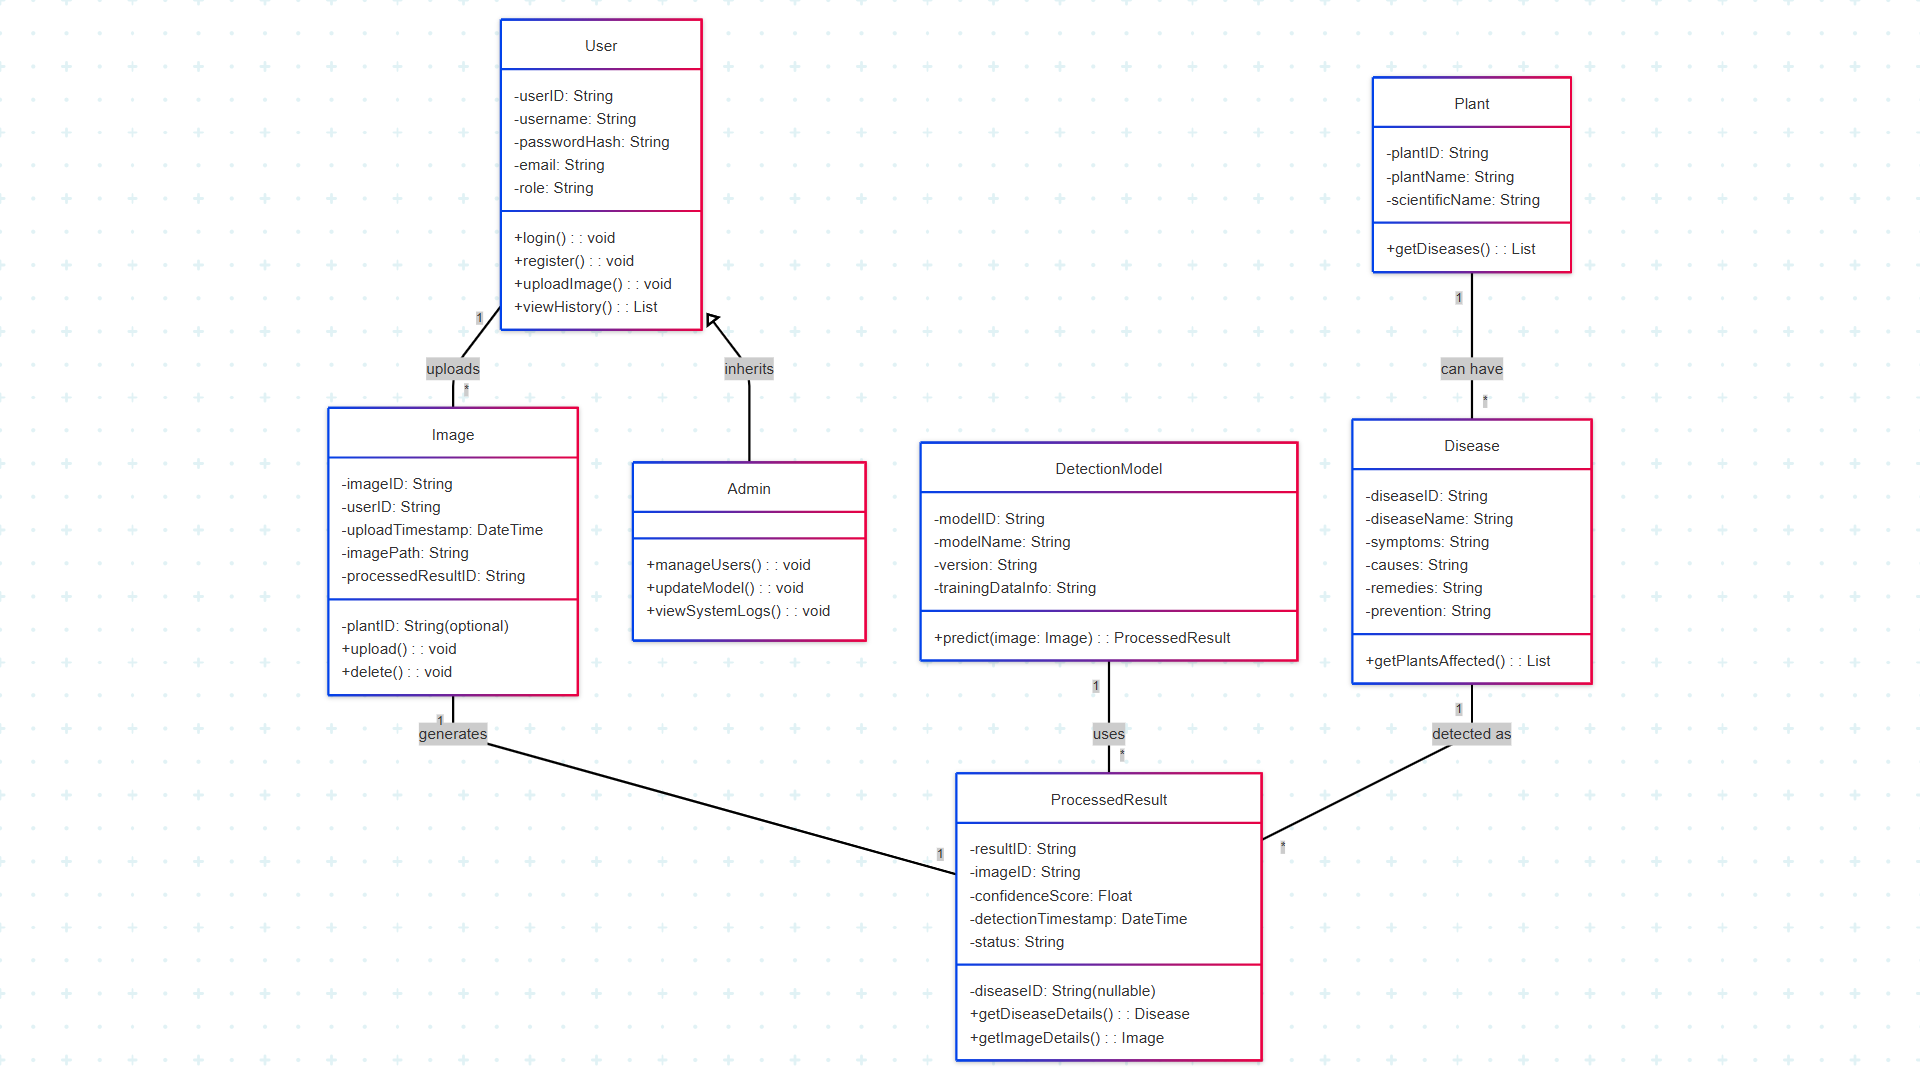 User
-userID: String
-username: String
-passwordHash: String
-email: String
-role: String
+login() : : void
+register() : : void
+uploadImage() : : void
+viewHistory() : : List
1
uploads
*
inherits
Image
-imageID: String
-userID: String
-uploadTimestamp: DateTime
-imagePath: String
-processedResultID: String
-plantID: String(optional)
+upload() : : void
+delete() : : void
1
generates
1
Admin
+manageUsers() : : void
+updateModel() : : void
+viewSystemLogs() : : void
DetectionModel
-modelID: String
-modelName: String
-version: String
-trainingDataInfo: String
+predict(image: Image) : : ProcessedResult
1
uses
*
Plant
-plantID: String
-plantName: String
-scientificName: String
+getDiseases() : : List
1
can have
*
Disease
-diseaseID: String
-diseaseName: String
-symptoms: String
-causes: String
-remedies: String
-prevention: String
+getPlantsAffected() : : List
1
detected as
*
ProcessedResult
-resultID: String
-imageID: String
-confidenceScore: Float
-detectionTimestamp: DateTime
-status: String
-diseaseID: String(nullable)
+getDiseaseDetails() : : Disease
+getImageDetails() : : Image